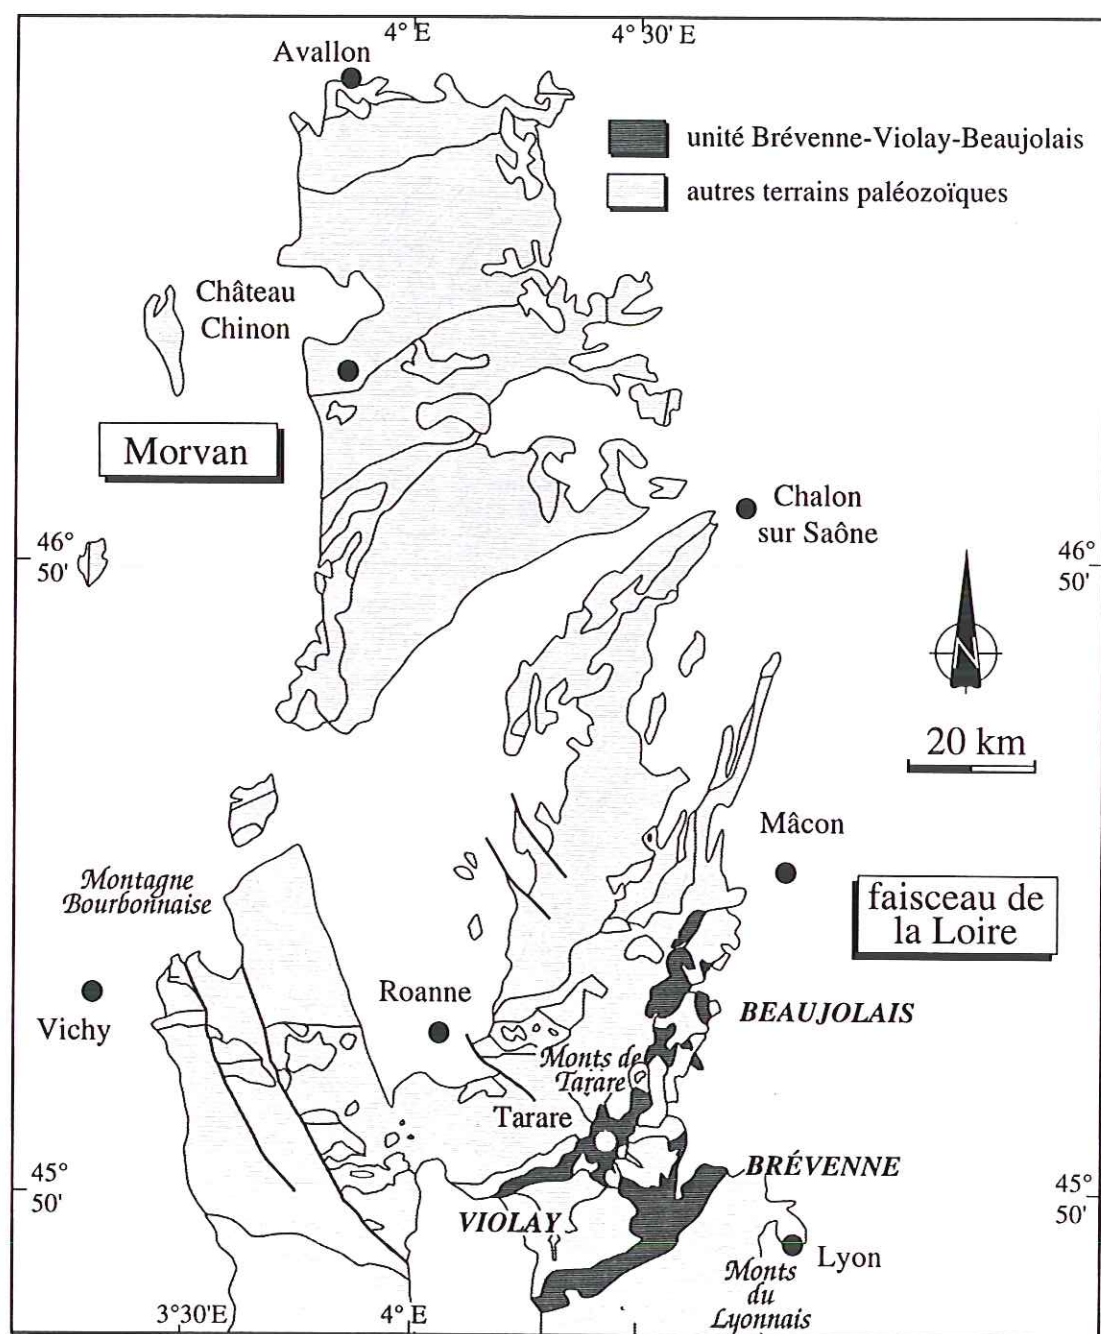 4° E
4° 30' E
Avallon
unité Brévenne-Violay-Beaujolais
autres terrains paléozoïques
Château
Chinon
Morvan
Chalon
sur Saône
46°
50'
46°
50'
N
20 km
Mâcon
Montagne
Bourbonnaise
faisceau de
la Loire
Roanne
Vichy
BEAUJOLAIS
Monts de
Tarare
Tarare
BRÉVENNE
45°
50'
45°
50'
VIOLAY
Lyon
Monts
du
Lyonnais
3°30'E
4° E